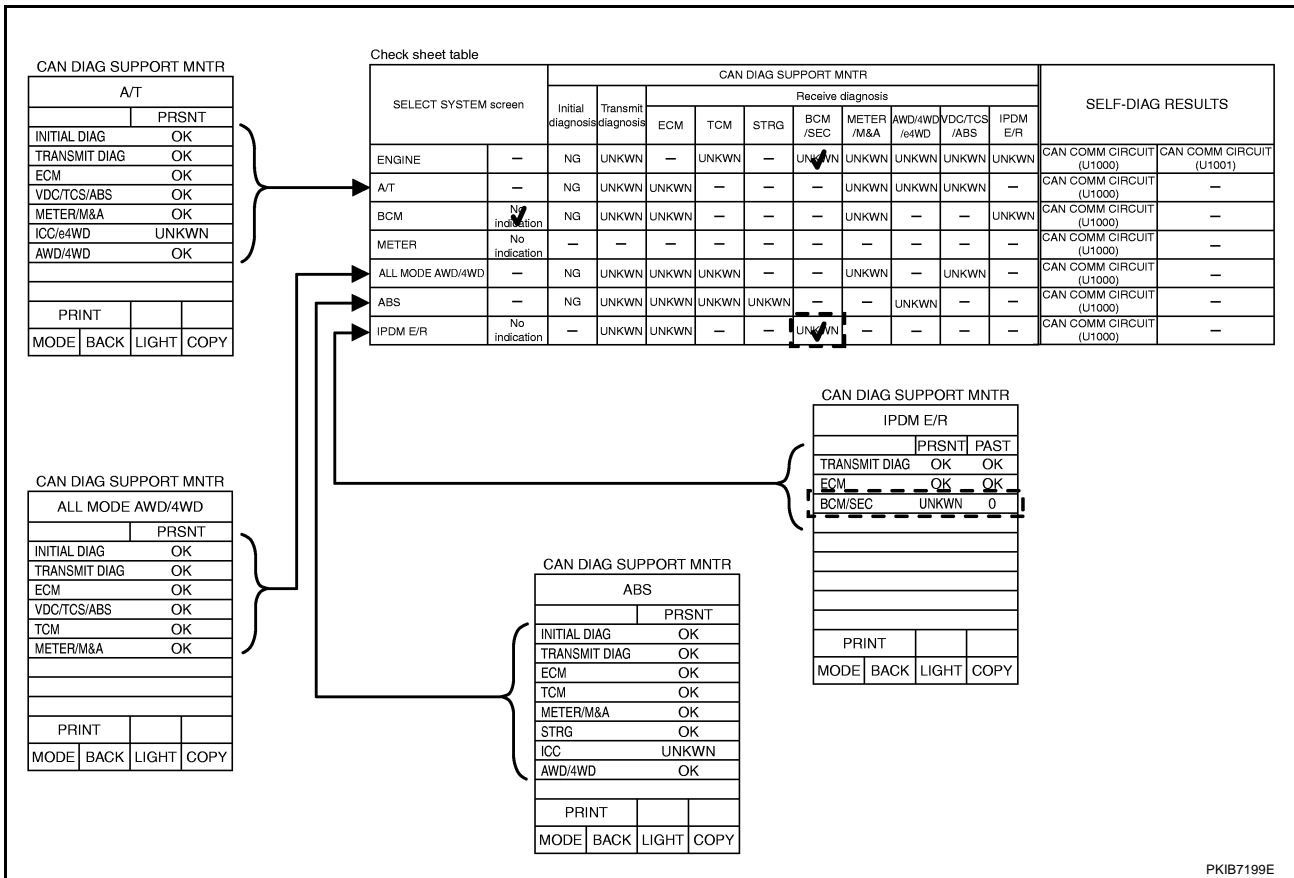 CAN DIAG SUPPORT MNTR
A/T
PRSNT
INITIAL DIAG OK
TRANSMIT DIAG OK
ECM OK
VDC/TCS/ABS OK
METER/M&A OK
ICC/e4WD UNKWN
AWD/4WD OK
PRINT
MODE BACK LIGHT COPY
Check sheet table
SELECT SYSTEM screen
CAN DIAG SUPPORT MNTR
SELF-DIAG RESULTS
Initial diagnosis
Transmit diagnosis
Receive diagnosis
ECM TCM STRG BCM /SEC METER /M&A AWD/4WD /e4WD VDC/TCS /ABS IPDM E/R
ENGINE — NG UNKWN — UNKWN — UNKWN UNKWN UNKWN UNKWN UNKWN CAN COMM CIRCUIT (U1000) CAN COMM CIRCUIT (U1001)
A/T — NG UNKWN UNKWN — — — UNKWN UNKWN UNKWN — CAN COMM CIRCUIT (U1000) —
BCM No indication NG UNKWN UNKWN — — — UNKWN — — UNKWN CAN COMM CIRCUIT (U1000) —
METER No indication — — — — — — — — — — CAN COMM CIRCUIT (U1000) —
ALL MODE AWD/4WD — NG UNKWN UNKWN UNKWN — — UNKWN — UNKWN — CAN COMM CIRCUIT (U1000) —
ABS — NG UNKWN UNKWN UNKWN UNKWN — — UNKWN — — CAN COMM CIRCUIT (U1000) —
IPDM E/R No indication — UNKWN UNKWN — — UNKWN — — — — CAN COMM CIRCUIT (U1000) —
CAN DIAG SUPPORT MNTR
ALL MODE AWD/4WD
PRSNT
INITIAL DIAG OK
TRANSMIT DIAG OK
ECM OK
VDC/TCS/ABS OK
TCM OK
METER/M&A OK
PRINT
MODE BACK LIGHT COPY
CAN DIAG SUPPORT MNTR
ABS
PRSNT
INITIAL DIAG OK
TRANSMIT DIAG OK
ECM OK
TCM OK
METER/M&A OK
STRG OK
ICC UNKWN
AWD/4WD OK
PRINT
MODE BACK LIGHT COPY
CAN DIAG SUPPORT MNTR
IPDM E/R
PRSNT PAST
TRANSMIT DIAG OK OK
ECM OK OK
BCM/SEC UNKWN 0
PRINT
MODE BACK LIGHT COPY
PKIB7199E